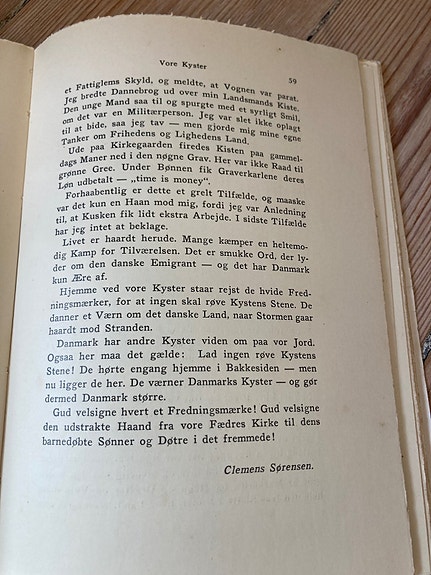 Vore Kyster 59
et Fattiglems Skyld, og meldte, at Vognen var parat.
Jeg bredte Dannebrog ud over min Landsmands Kiste.
Den unge Mand saa til og spurgte med et syrligt Smil,
om det var en Militærperson. Jeg var slet ikke oplagt
til at bide, saa jeg tav — men gjorde mig mine egne
Tanker om Frihedens og Lighedens Land.
Ude paa Kirkegaarden firedes Kisten paa gammel-
dags Maner ned i den nøgne Grav. Her var ikke Raad til
grønne Gree. Under Bønnen fik Graverkarlene deres
Løn udbetalt — „time is money“.
Forhaabentlig er dette et grelt Tilfælde, og maaske
var det kun en Haan mod mig, fordi jeg var Anledning
til, at Kusken fik lidt ekstra Arbejde. I sidste Tilfælde
har jeg intet at beklage.
Livet er haardt herude. Mange kæmper en heltemo-
dig Kamp for Tilværelsen. Det er smukke Ord, der ly-
der om den danske Emigrant — og det har Danmark
kun Ære af.
Hjemme ved vore Kyster staar rejst de hvide Fred-
ningsmærker, for at ingen skal røve Kystens Stene. De
danner et Værn om det danske Land, naar Stormen gaar
haardt mod Stranden.
Danmark har andre Kyster viden om paa vor Jord.
Ogsaa her maa det gælde: Lad ingen røve Kystens
Stene! De hørte engang hjemme i Bakkesiden — men
nu ligger de her. De værner Danmarks Kyster — og gør
dermed Danmark større.
Gud velsigne hvert et Fredningsmærke! Gud velsigne
den udstrakte Haand fra vore Fædres Kirke til dens
barnedøbte Sønner og Døtre i det fremmede!
Clemens Sørensen.